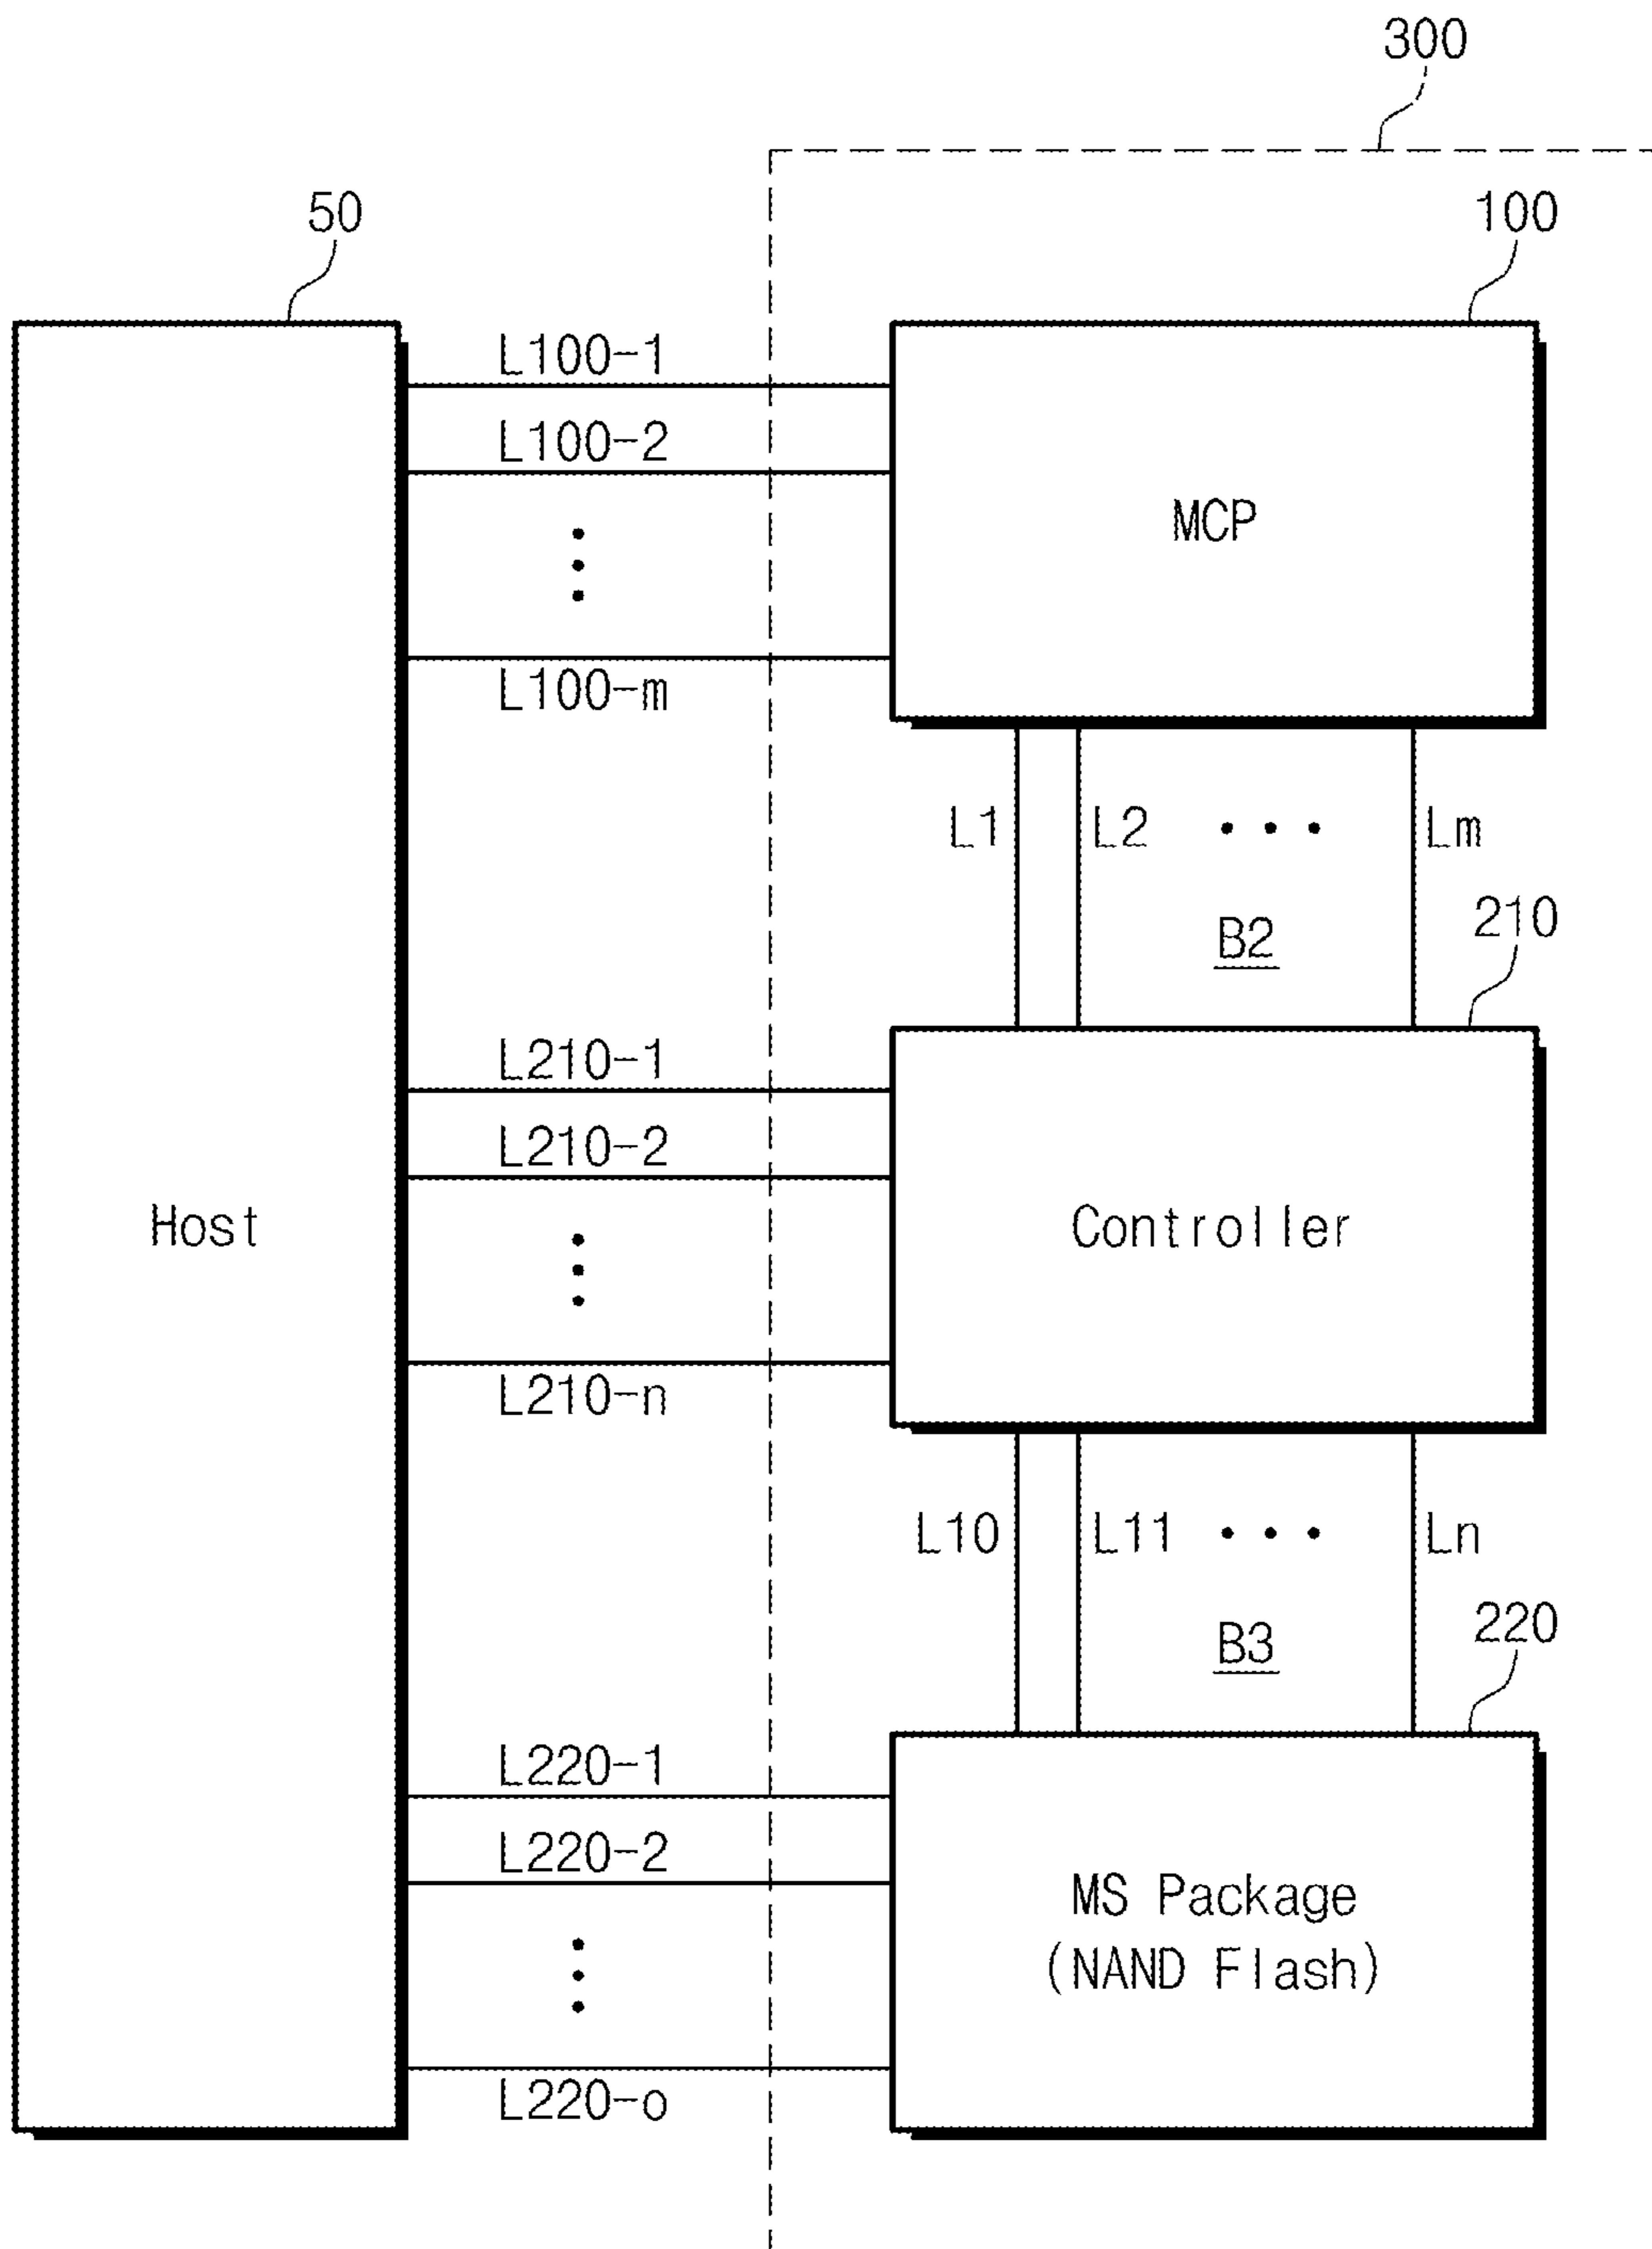 300
50
100
L100-1
L100-2
MCP
L100-m
L1
L2
Lm
B2
210
L210-1
L210-2
Host
Controller
L210-n
L10
L11
Ln
B3
220
L220-1
L220-2
MS Package
(NAND Flash)
L220-o